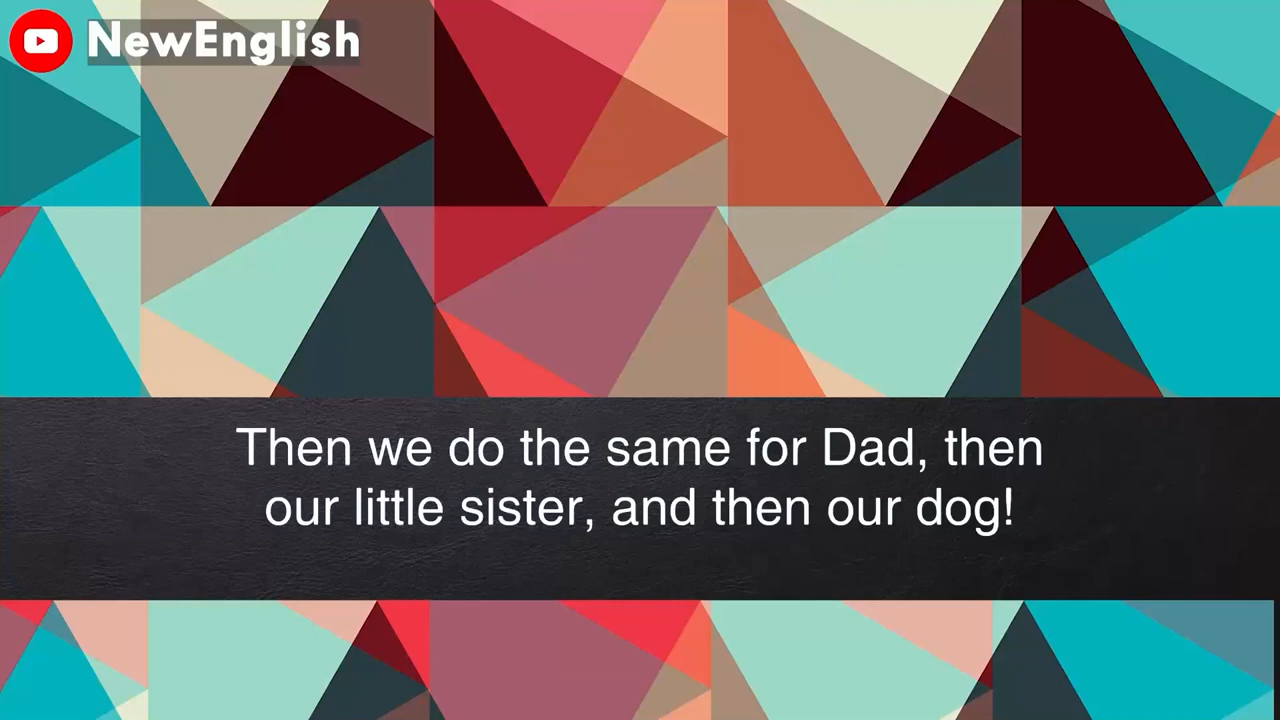 NewEnglish
Then we do the same for Dad, then
our little sister, and then our dog!